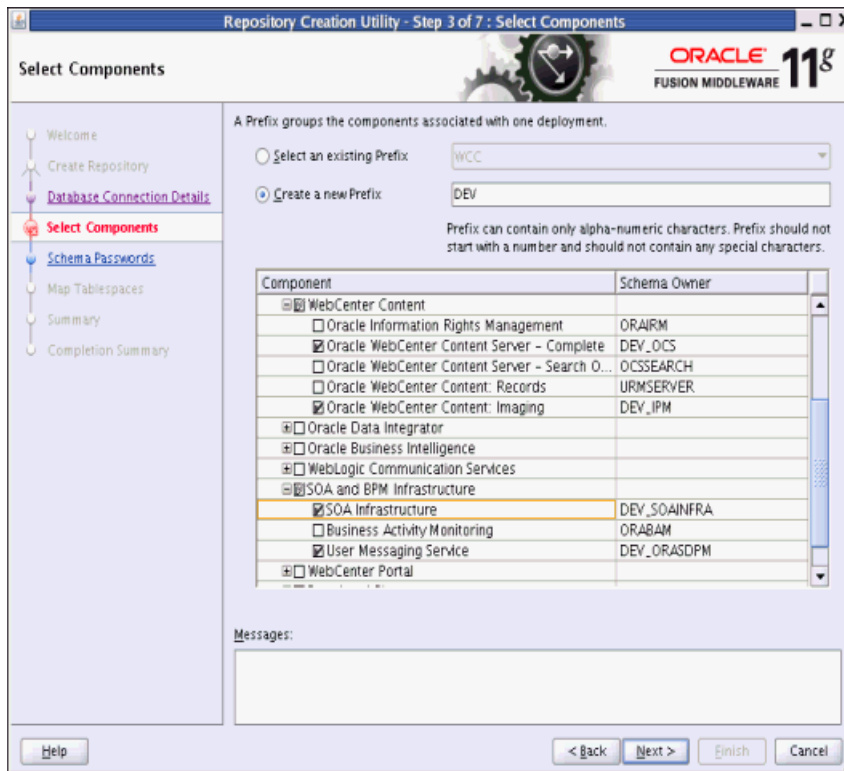 Repository Creation Utility - Step 3 of 7 : Select Components
Select Components
ORACLE
FUSION MIDDLEWARE 11g
Welcome
Create Repository
Database Connection Details
Select Components
Schema Passwords
Map Tablespaces
Summary
Completion Summary
A Prefix groups the components associated with one deployment.
Select an existing Prefix WCC
Create a new Prefix DEV
Prefix can contain only alpha-numeric characters. Prefix should not
start with a number and should not contain any special characters.
Component Schema Owner
WebCenter Content
Oracle Information Rights Management ORAIRM
Oracle WebCenter Content Server - Complete DEV_OCS
Oracle WebCenter Content Server - Search O... OCSSEARCH
Oracle WebCenter Content: Records URMSERVER
Oracle WebCenter Content: Imaging DEV_IPM
Oracle Data Integrator
Oracle Business Intelligence
WebLogic Communication Services
SOA and BPM Infrastructure
SOA Infrastructure DEV_SOAINFRA
Business Activity Monitoring ORABAM
User Messaging Service DEV_ORASDPM
WebCenter Portal
Messages:
Help < Back Next > Finish Cancel